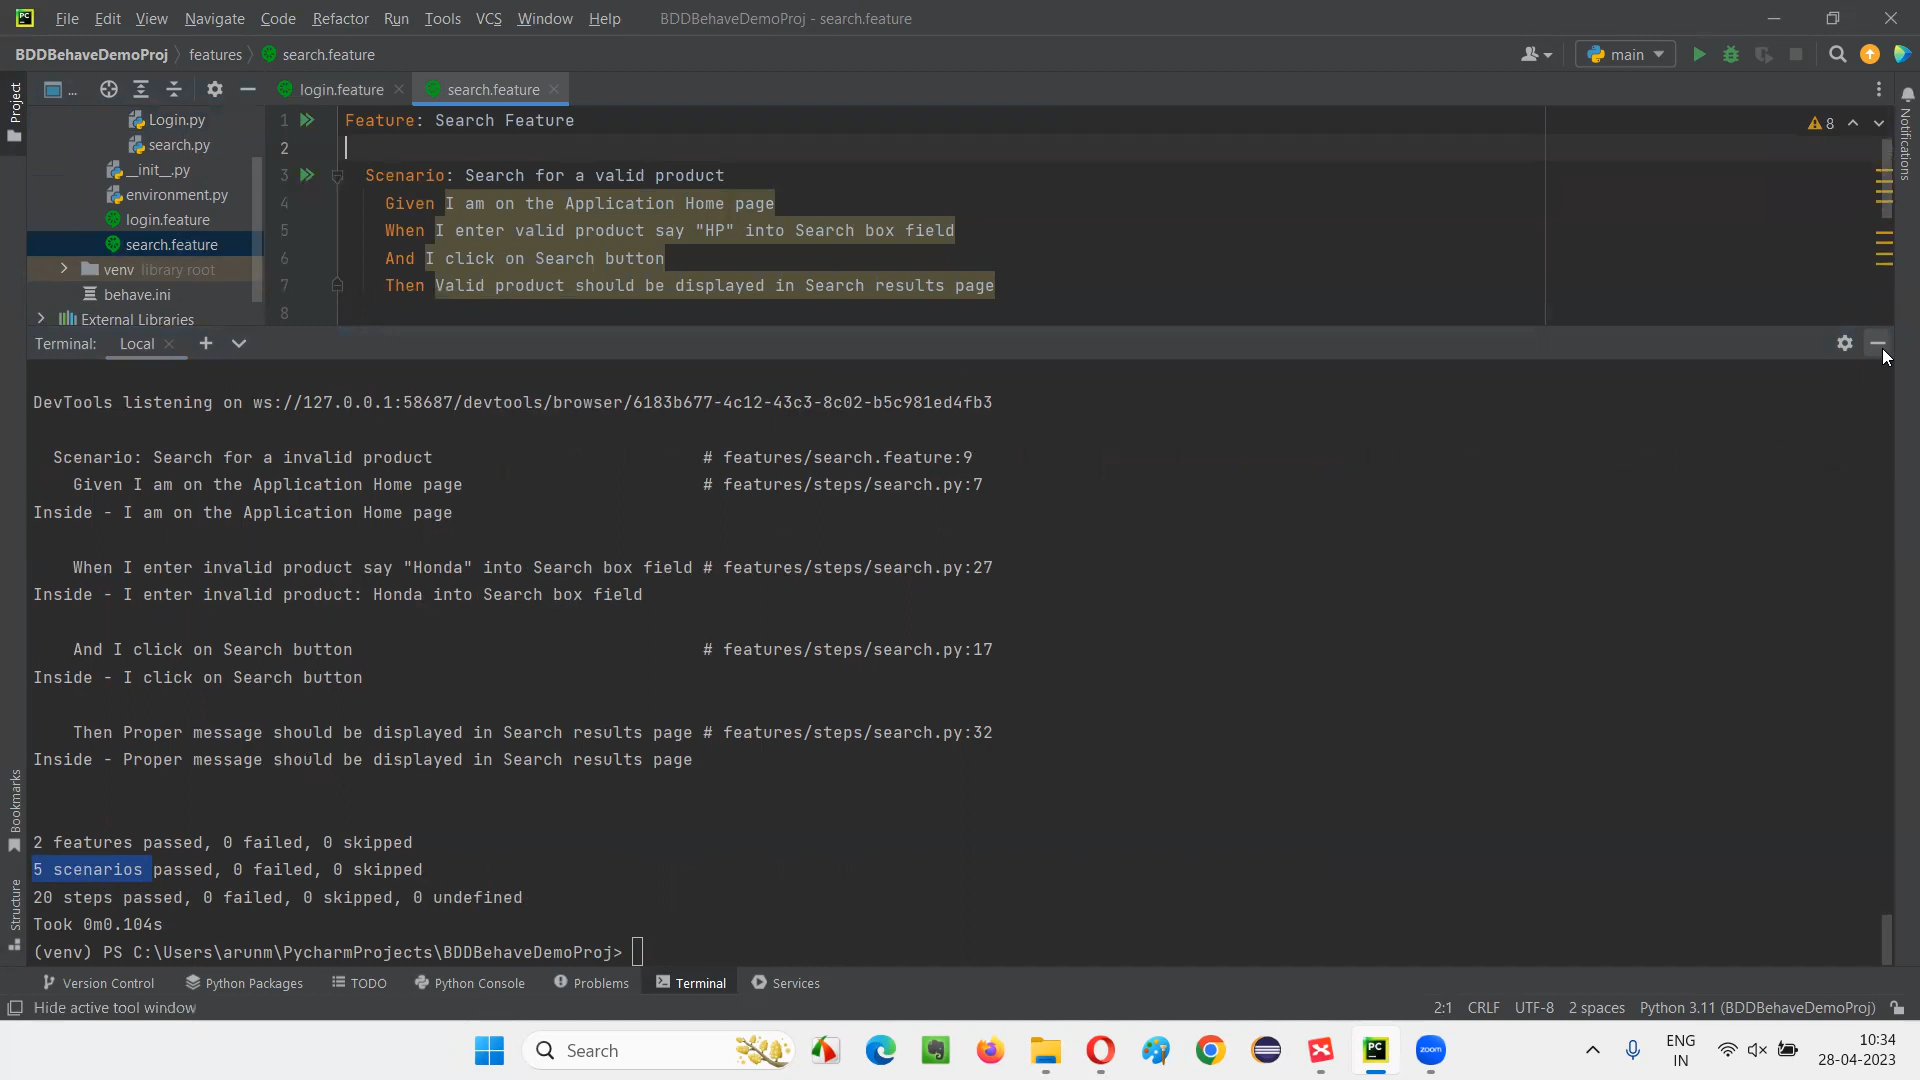 PC File Edit View Navigate Code Refactor Run Tools VCS Window Help BDDBehaveDemoProj - search.feature
BDDBehaveDemoProj features search.feature main
Project ... login.feature search.feature
Notifications
Login.py
search.py
__init__.py
environment.py
login.feature
search.feature
venv library root
behave.ini
External Libraries
1 Feature: Search Feature 8
2
3 Scenario: Search for a valid product
4 Given I am on the Application Home page
5 When I enter valid product say "HP" into Search box field
6 And I click on Search button
7 Then Valid product should be displayed in Search results page
8
Terminal: Local
DevTools listening on ws://127.0.0.1:58687/devtools/browser/6183b677-4c12-43c3-8c02-b5c981ed4fb3
Scenario: Search for a invalid product # features/search.feature:9
Given I am on the Application Home page # features/steps/search.py:7
Inside - I am on the Application Home page
When I enter invalid product say "Honda" into Search box field # features/steps/search.py:27
Inside - I enter invalid product: Honda into Search box field
And I click on Search button # features/steps/search.py:17
Inside - I click on Search button
Then Proper message should be displayed in Search results page # features/steps/search.py:32
Inside - Proper message should be displayed in Search results page
2 features passed, 0 failed, 0 skipped
5 scenarios passed, 0 failed, 0 skipped
20 steps passed, 0 failed, 0 skipped, 0 undefined
Took 0m0.104s
(venv) PS C:\Users\arunm\PycharmProjects\BDDBehaveDemoProj>
Bookmarks
Structure
Version Control Python Packages TODO Python Console Problems Terminal Services
Hide active tool window 2:1 CRLF UTF-8 2 spaces Python 3.11 (BDDBehaveDemoProj)
Search PC zoom
ENG
IN
10:34
28-04-2023